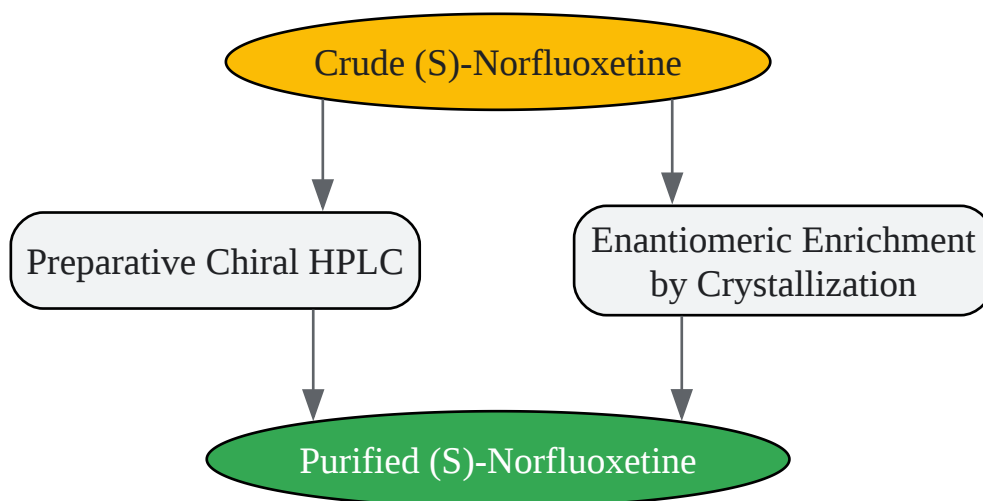 Crude (S)-Norfluoxetine
Preparative Chiral HPLC
Enantiomeric Enrichment
by Crystallization
Purified (S)-Norfluoxetine